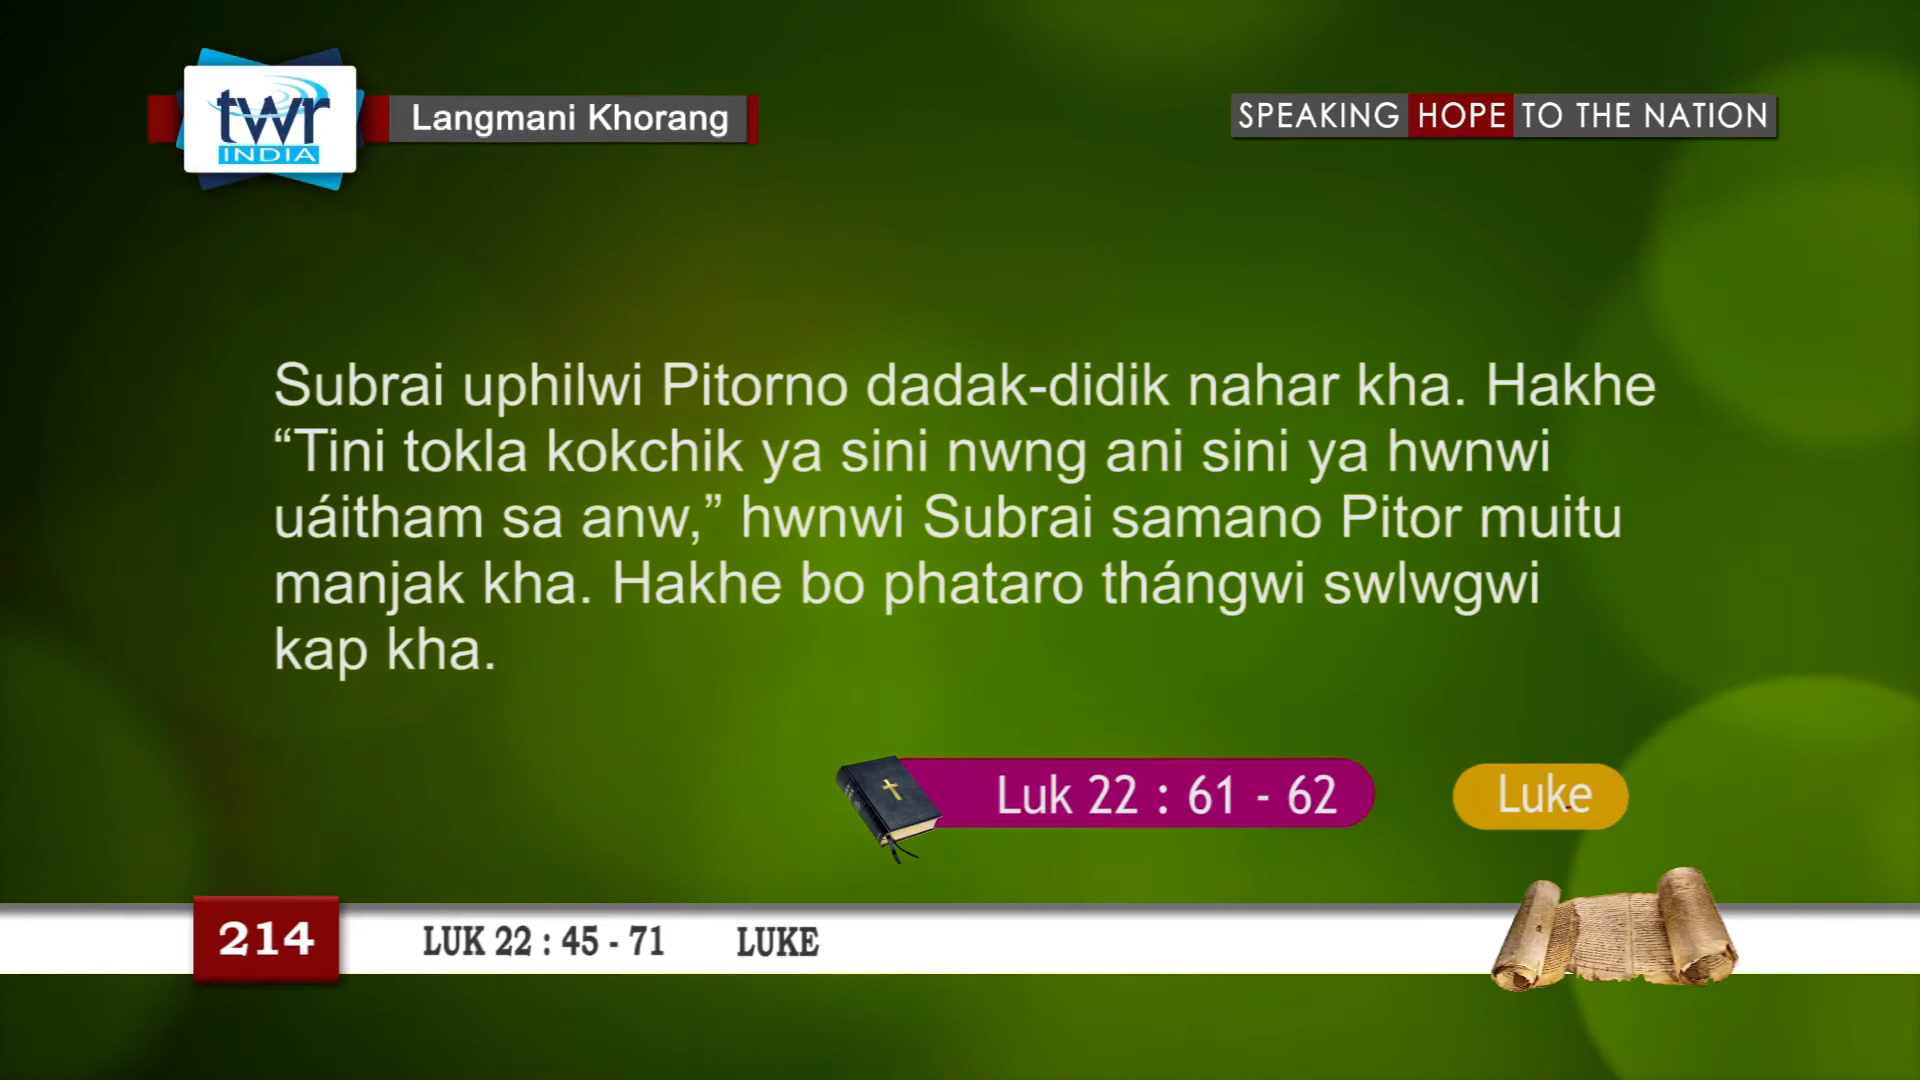 twr
INDIA
Langmani Khorang
SPEAKING HOPE TO THE NATION
Subrai uphilwi Pitorno dadak-didik nahar kha. Hakhe
“Tini tokla kokchik ya sini nwng ani sini ya hwnwi
uáitham sa anw,” hwnwi Subrai samano Pitor muitu
manjak kha. Hakhe bo phataro thángwi swlwgwi
kap kha.
Luk 22 : 61 - 62
Luke
214
LUK 22 : 45 - 71
LUKE